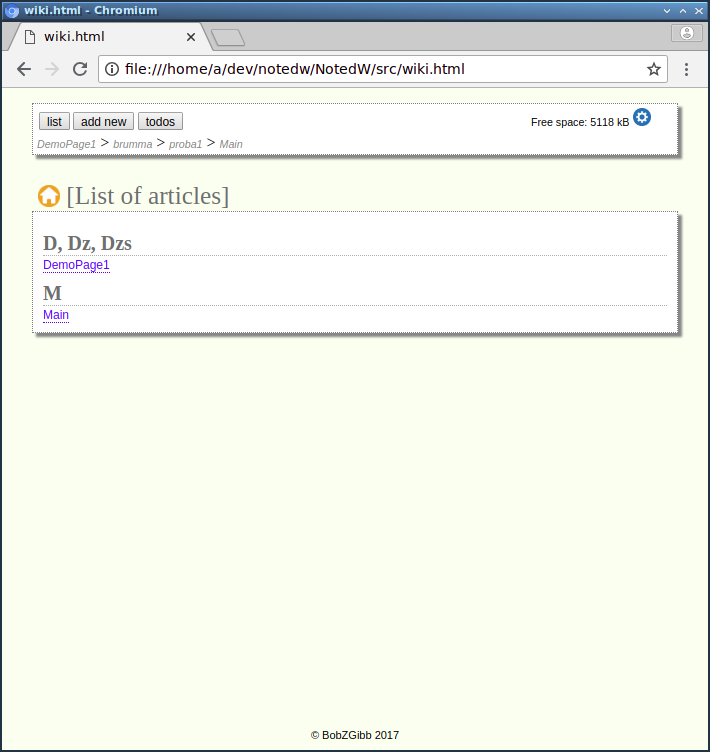 wiki.html - Chromium
wiki.html
file:///home/a/dev/notedw/NotedW/src/wiki.html
list add new todos Free space: 5118 kB
DemoPage1 > brumma > proba1 > Main
[List of articles]
D, Dz, Dzs
DemoPage1
M
Main
© BobZGibb 2017